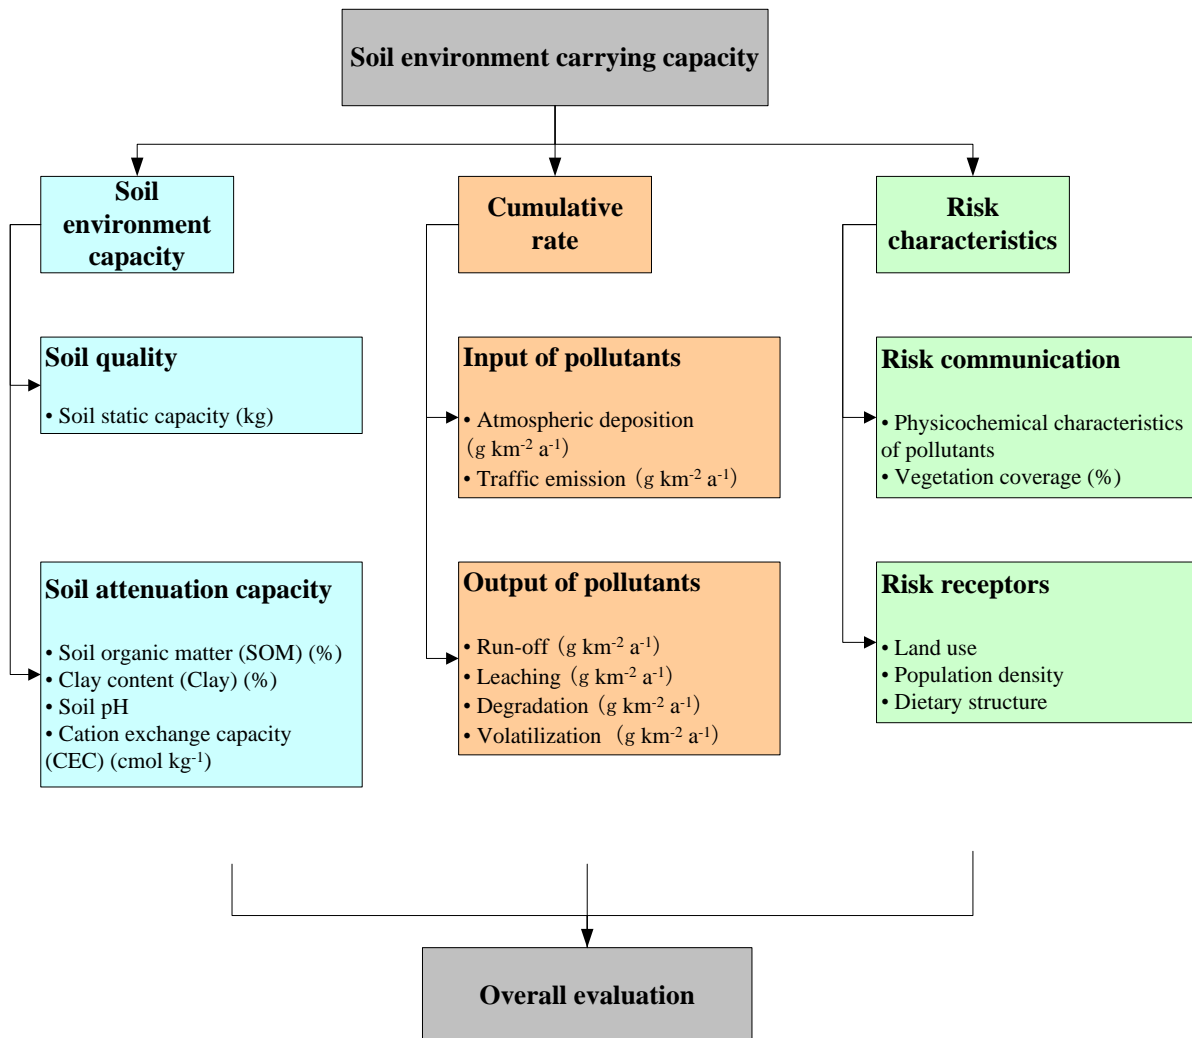 Soil environment carrying capacity
Soil
environment
capacity
Cumulative
rate
Risk
characteristics
Soil quality
• Soil static capacity (kg)
Input of pollutants
• Atmospheric deposition
(g km⁻² a⁻¹)
• Traffic emission (g km⁻² a⁻¹)
Risk communication
• Physicochemical characteristics
of pollutants
• Vegetation coverage (%)
Soil attenuation capacity
• Soil organic matter (SOM) (%)
• Clay content (Clay) (%)
• Soil pH
• Cation exchange capacity
(CEC) (cmol kg⁻¹)
Output of pollutants
• Run-off (g km⁻² a⁻¹)
• Leaching (g km⁻² a⁻¹)
• Degradation (g km⁻² a⁻¹)
• Volatilization (g km⁻² a⁻¹)
Risk receptors
• Land use
• Population density
• Dietary structure
Overall evaluation